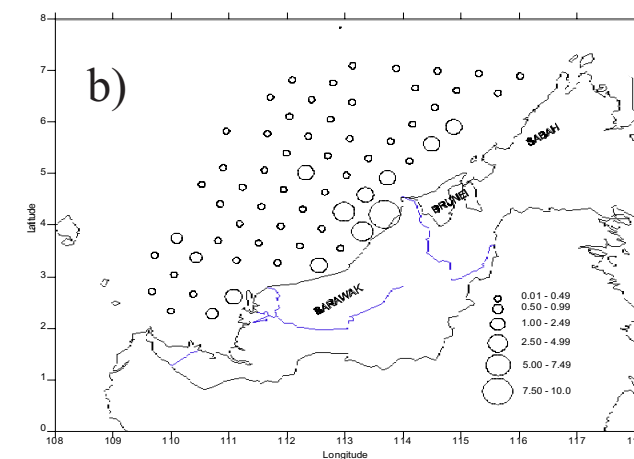 b)
8
7
6
5
4
3
2
1
0
Latitude
SABAH
BRUNEI
SARAWAK
0.01 - 0.49
0.50 - 0.99
1.00 - 2.49
2.50 - 4.99
5.00 - 7.49
7.50 - 10.0
108 109 110 111 112 113 114 115 116 117
Longitude